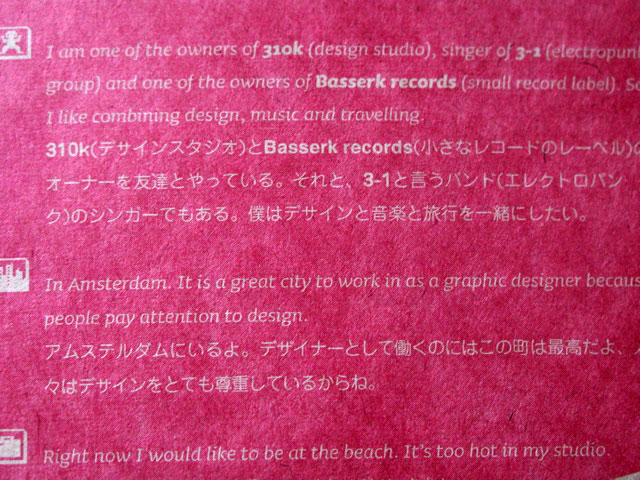 I am one of the owners of 310k (design studio), singer of 3-1 (electropunk
group) and one of the owners of Basserk records (small record label). So
I like combining design, music and travelling.
310k(デサインスタジオ)とBasserk records(小さなレコードのレーベル)の
オーナーを友達とやっている。それと、3-1と言うバンド(エレクトロパン
ク)のシンガーでもある。僕はデサインと音楽と旅行を一緒にしたい。
In Amsterdam. It is a great city to work in as a graphic designer because
people pay attention to design.
アムステルダムにいるよ。デザイナーとして働くのにはこの町は最高だよ、
々はデサインをとても尊重しているからね。
Right now I would like to be at the beach. It's too hot in my studio.